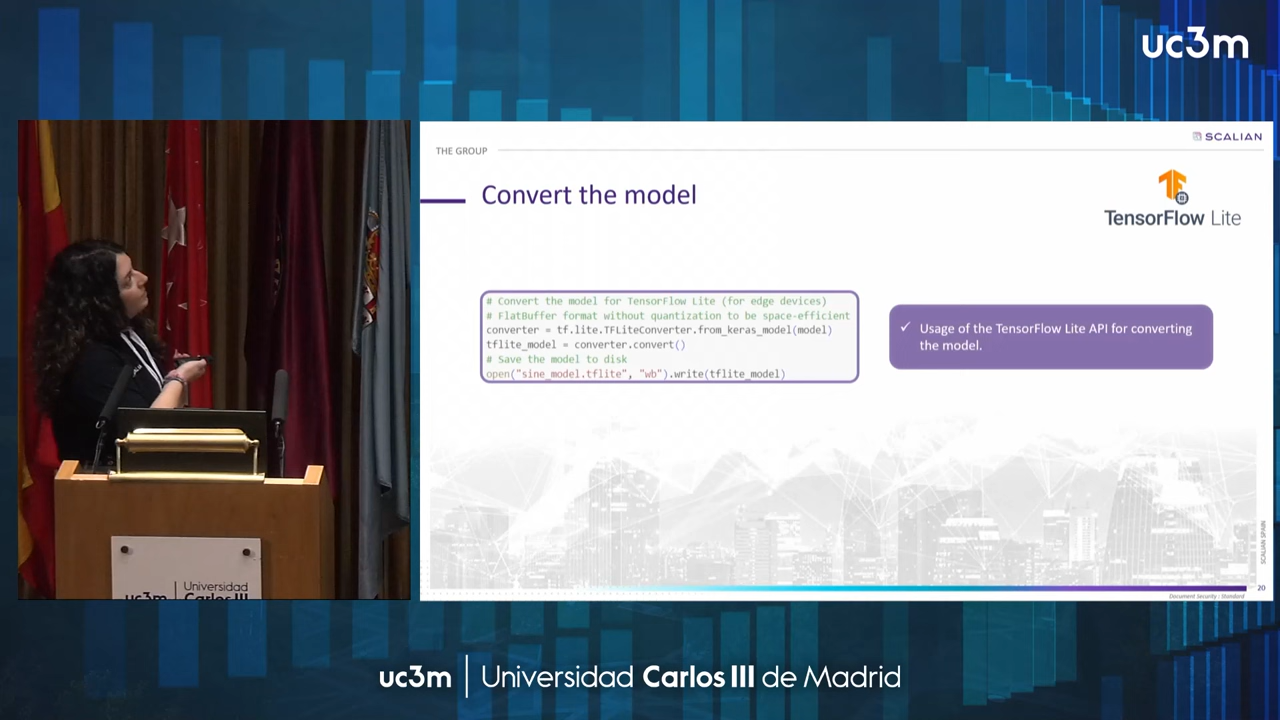 uc3m
SCALIAN
THE GROUP
Convert the model
TensorFlow Lite
# Convert the model for TensorFlow Lite (for edge devices)
# FlatBuffer format without quantization to be space-efficient
converter = tf.lite.TFLiteConverter.from_keras_model(model)
tflite_model = converter.convert()
# Save the model to disk
open("sine_model.tflite", "wb").write(tflite_model)
✓ Usage of the TensorFlow Lite API for converting
the model.
SCALIAN SPAIN
20
Document Security : Standard
uc3m | Universidad
Carlos III
uc3m | Universidad Carlos III de Madrid